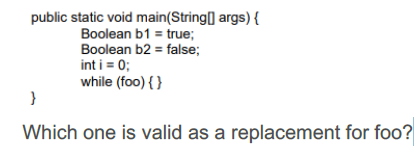 public static void main(String[] args) {
Boolean b1 = true;
Boolean b2 = false;
int i = 0;
while (foo) { }
}
Which one is valid as a replacement for foo?